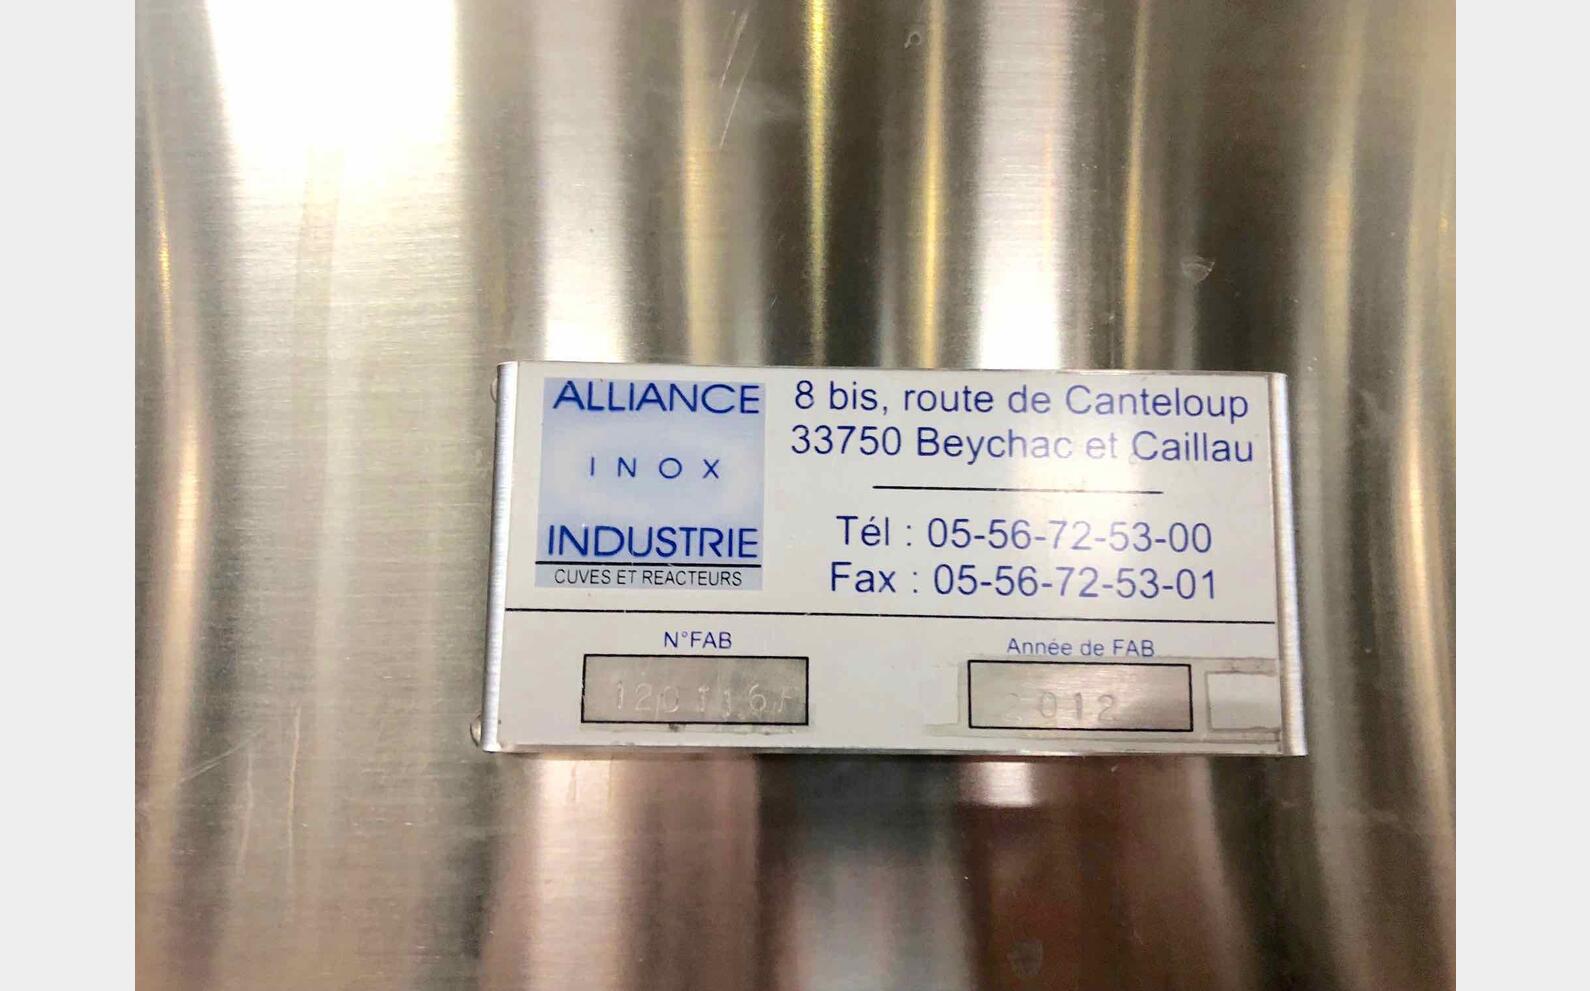 ALLIANCE
INOX
INDUSTRIE
CUVES ET REACTEURS
8 bis, route de Canteloup
33750 Beychac et Caillau
Tél : 05-56-72-53-00
Fax : 05-56-72-53-01
N°FAB
Année de FAB
2012